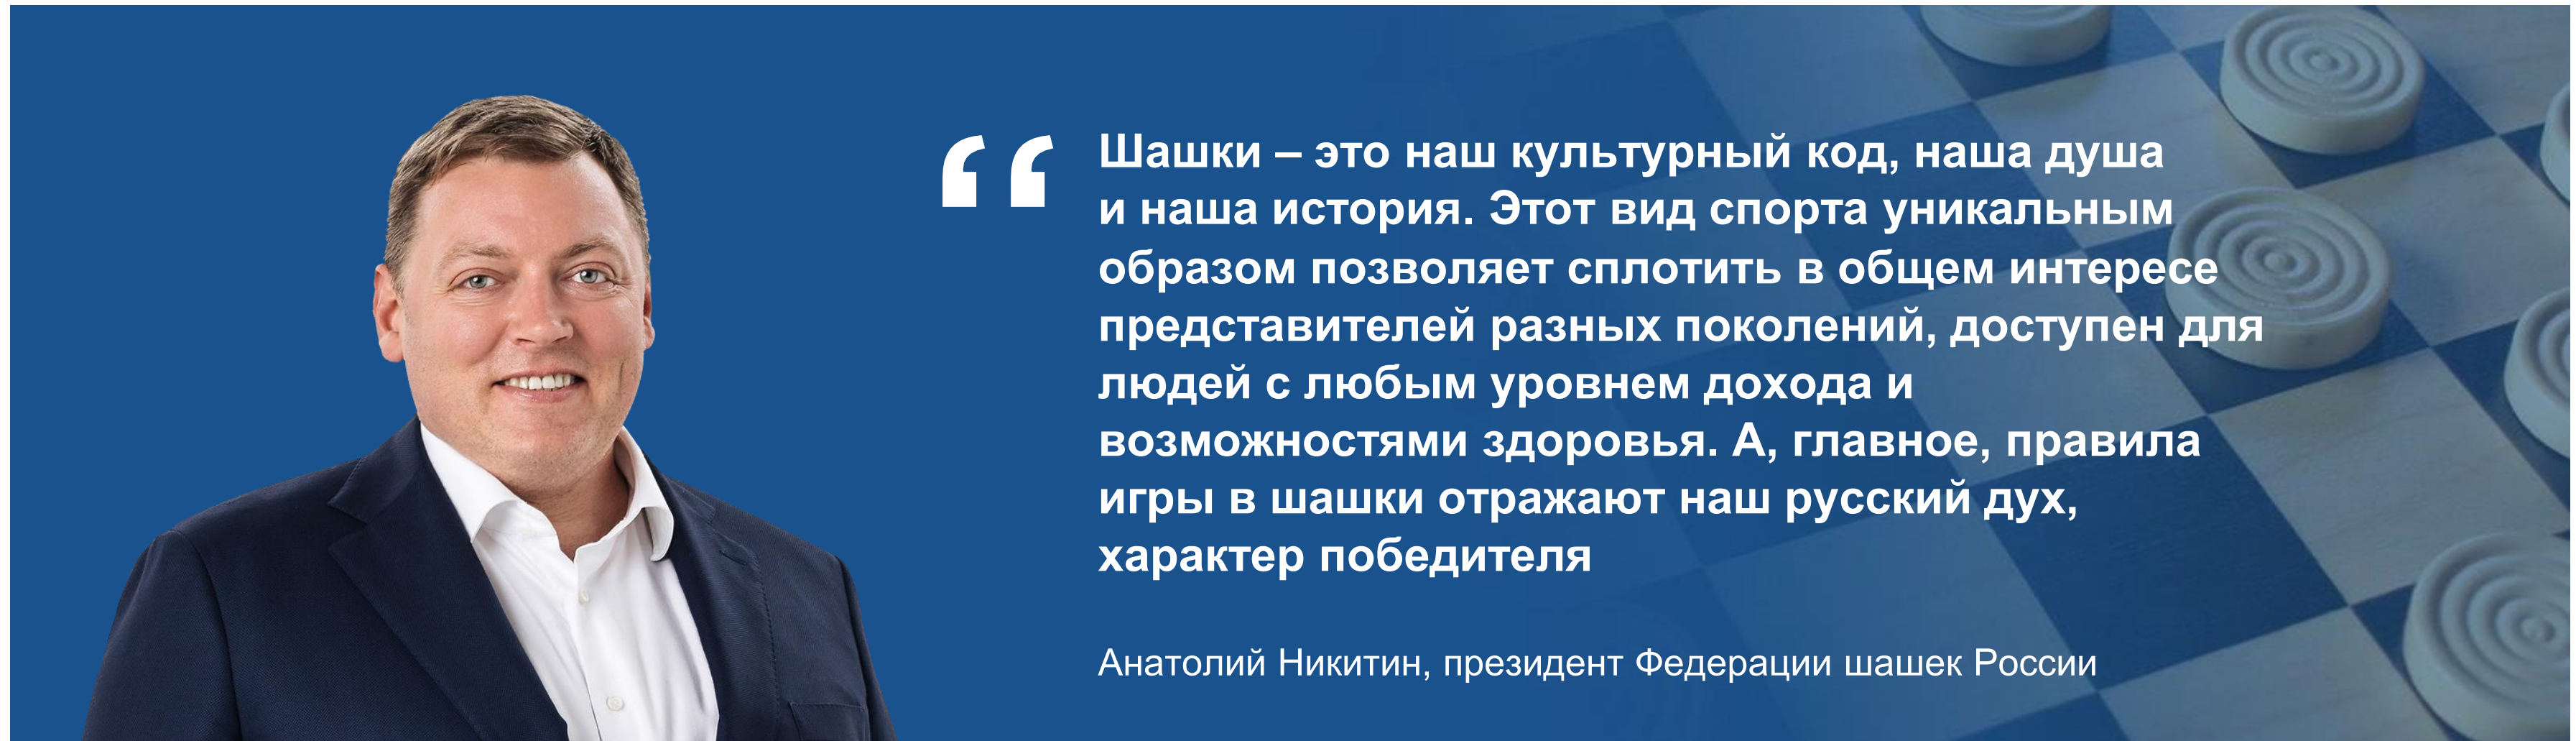 “
Шашки – это наш культурный код, наша душа
и наша история. Этот вид спорта уникальным
образом позволяет сплотить в общем интересе
представителей разных поколений, доступен для
людей с любым уровнем дохода и
возможностями здоровья. А, главное, правила
игры в шашки отражают наш русский дух,
характер победителя
Анатолий Никитин, президент Федерации шашек России